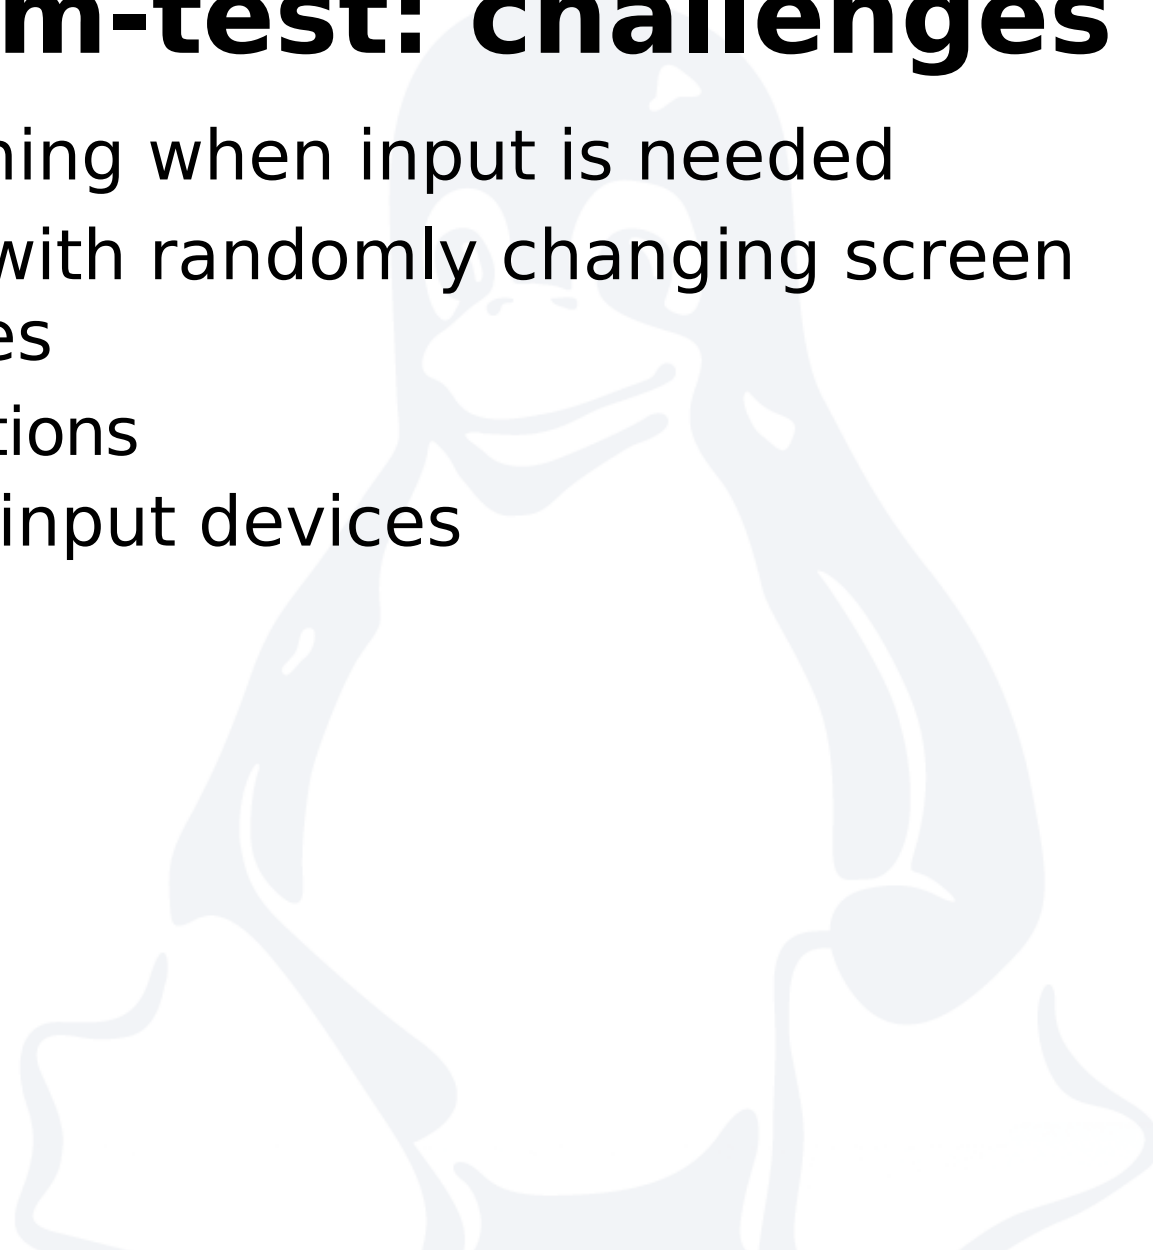 m-test: challenges
ning when input is needed
with randomly changing screen
es
tions
input devices